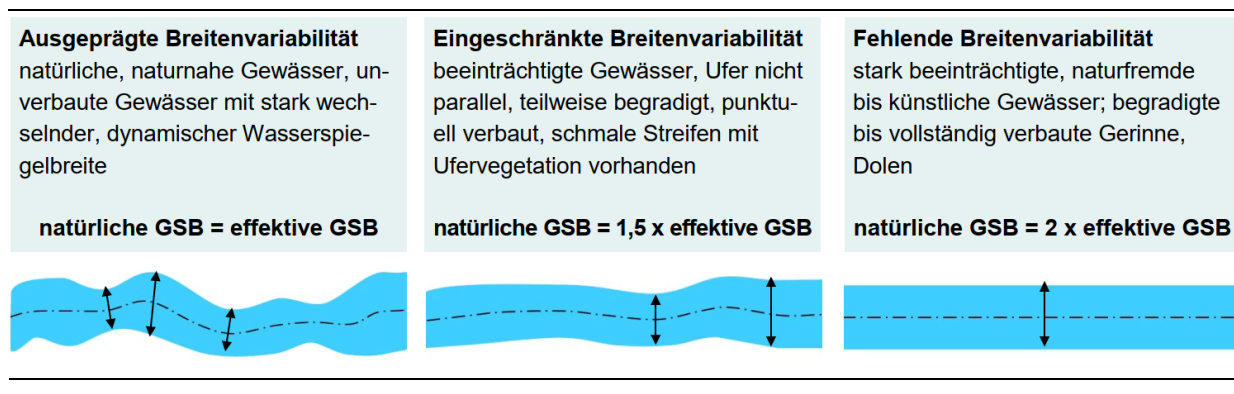 Ausgeprägte Breitenvariabilität
natürliche, naturnahe Gewässer, un-
verbaute Gewässer mit stark wech-
selnder, dynamischer Wasserspie-
gelbreite
natürliche GSB = effektive GSB
Eingeschränkte Breitenvariabilität
beeinträchtigte Gewässer, Ufer nicht
parallel, teilweise begradigt, punktu-
ell verbaut, schmale Streifen mit
Ufervegetation vorhanden
natürliche GSB = 1,5 x effektive GSB
Fehlende Breitenvariabilität
stark beeinträchtigte, naturfremde
bis künstliche Gewässer; begradigte
bis vollständig verbaute Gerinne,
Dolen
natürliche GSB = 2 x effektive GSB